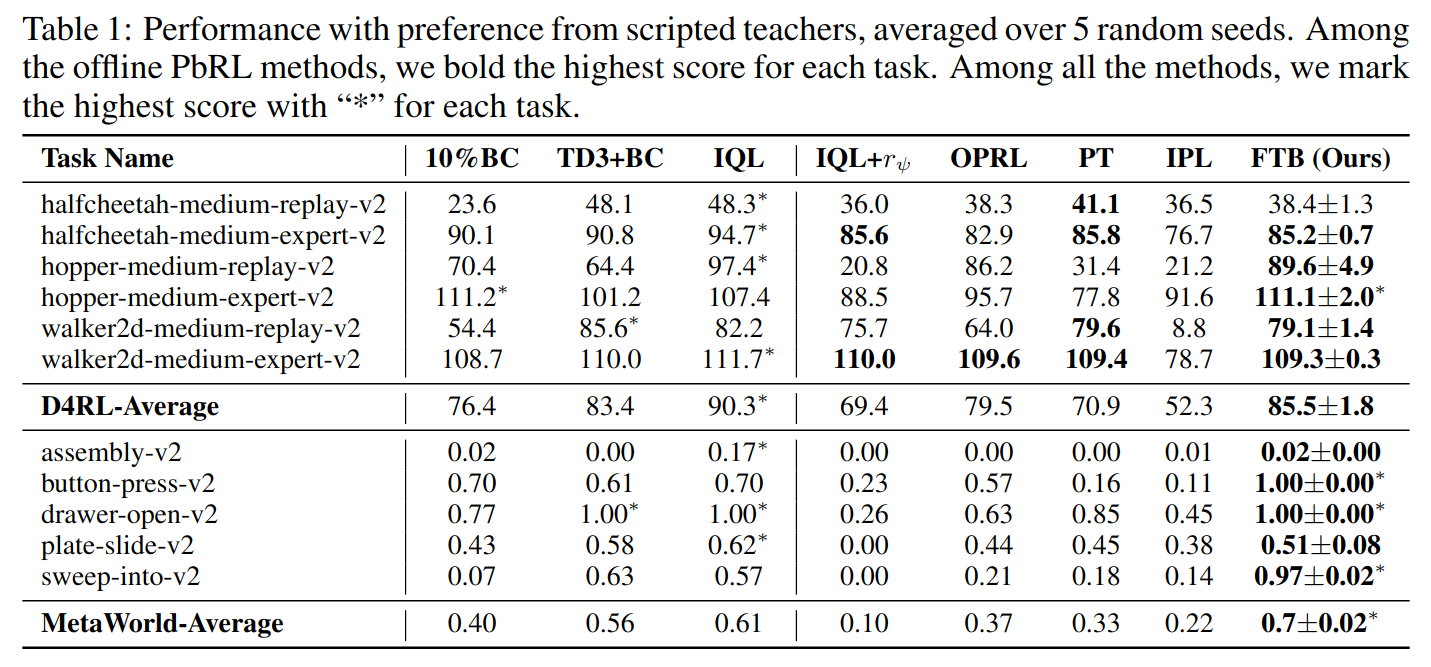 Table 1: Performance with preference from scripted teachers, averaged over 5 random seeds. Among
the offline PbRL methods, we bold the highest score for each task. Among all the methods, we mark
the highest score with “*” for each task.
Task Name 10%BC TD3+BC IQL IQL+rψ OPRL PT IPL FTB (Ours)
halfcheetah-medium-replay-v2 23.6 48.1 48.3* 36.0 38.3 41.1 36.5 38.4±1.3
halfcheetah-medium-expert-v2 90.1 90.8 94.7* 85.6 82.9 85.8 76.7 85.2±0.7
hopper-medium-replay-v2 70.4 64.4 97.4* 20.8 86.2 31.4 21.2 89.6±4.9
hopper-medium-expert-v2 111.2* 101.2 107.4 88.5 95.7 77.8 91.6 111.1±2.0*
walker2d-medium-replay-v2 54.4 85.6* 82.2 75.7 64.0 79.6 8.8 79.1±1.4
walker2d-medium-expert-v2 108.7 110.0 111.7* 110.0 109.6 109.4 78.7 109.3±0.3
D4RL-Average 76.4 83.4 90.3* 69.4 79.5 70.9 52.3 85.5±1.8
assembly-v2 0.02 0.00 0.17* 0.00 0.00 0.00 0.01 0.02±0.00
button-press-v2 0.70 0.61 0.70 0.23 0.57 0.16 0.11 1.00±0.00*
drawer-open-v2 0.77 1.00* 1.00* 0.26 0.63 0.85 0.45 1.00±0.00*
plate-slide-v2 0.43 0.58 0.62* 0.00 0.44 0.45 0.38 0.51±0.08
sweep-into-v2 0.07 0.63 0.57 0.00 0.21 0.18 0.14 0.97±0.02*
MetaWorld-Average 0.40 0.56 0.61 0.10 0.37 0.33 0.22 0.7±0.02*